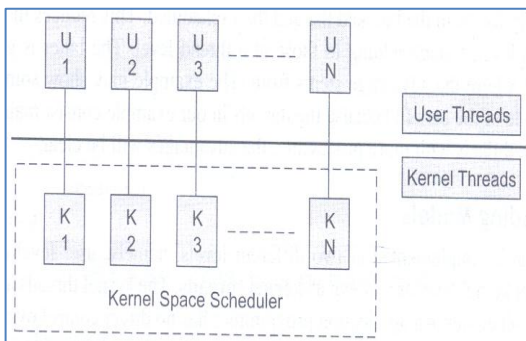 U 1
U 2
U 3
U N
User Threads
Kernel Threads
K 1
K 2
K 3
K N
Kernel Space Scheduler